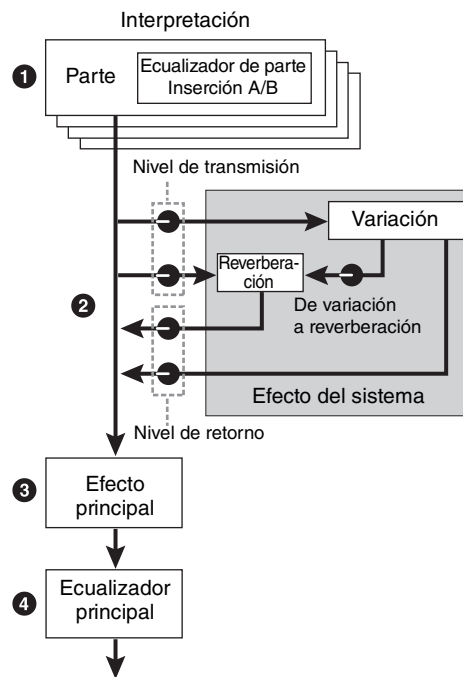 Interpretación
1
Parte
Ecualizador de parte
Inserción A/B
Nivel de transmisión
Variación
Reverbera-
ción
2
De variación
a reverberación
Efecto del sistema
Nivel de retorno
3
Efecto
principal
4
Ecualizador
principal